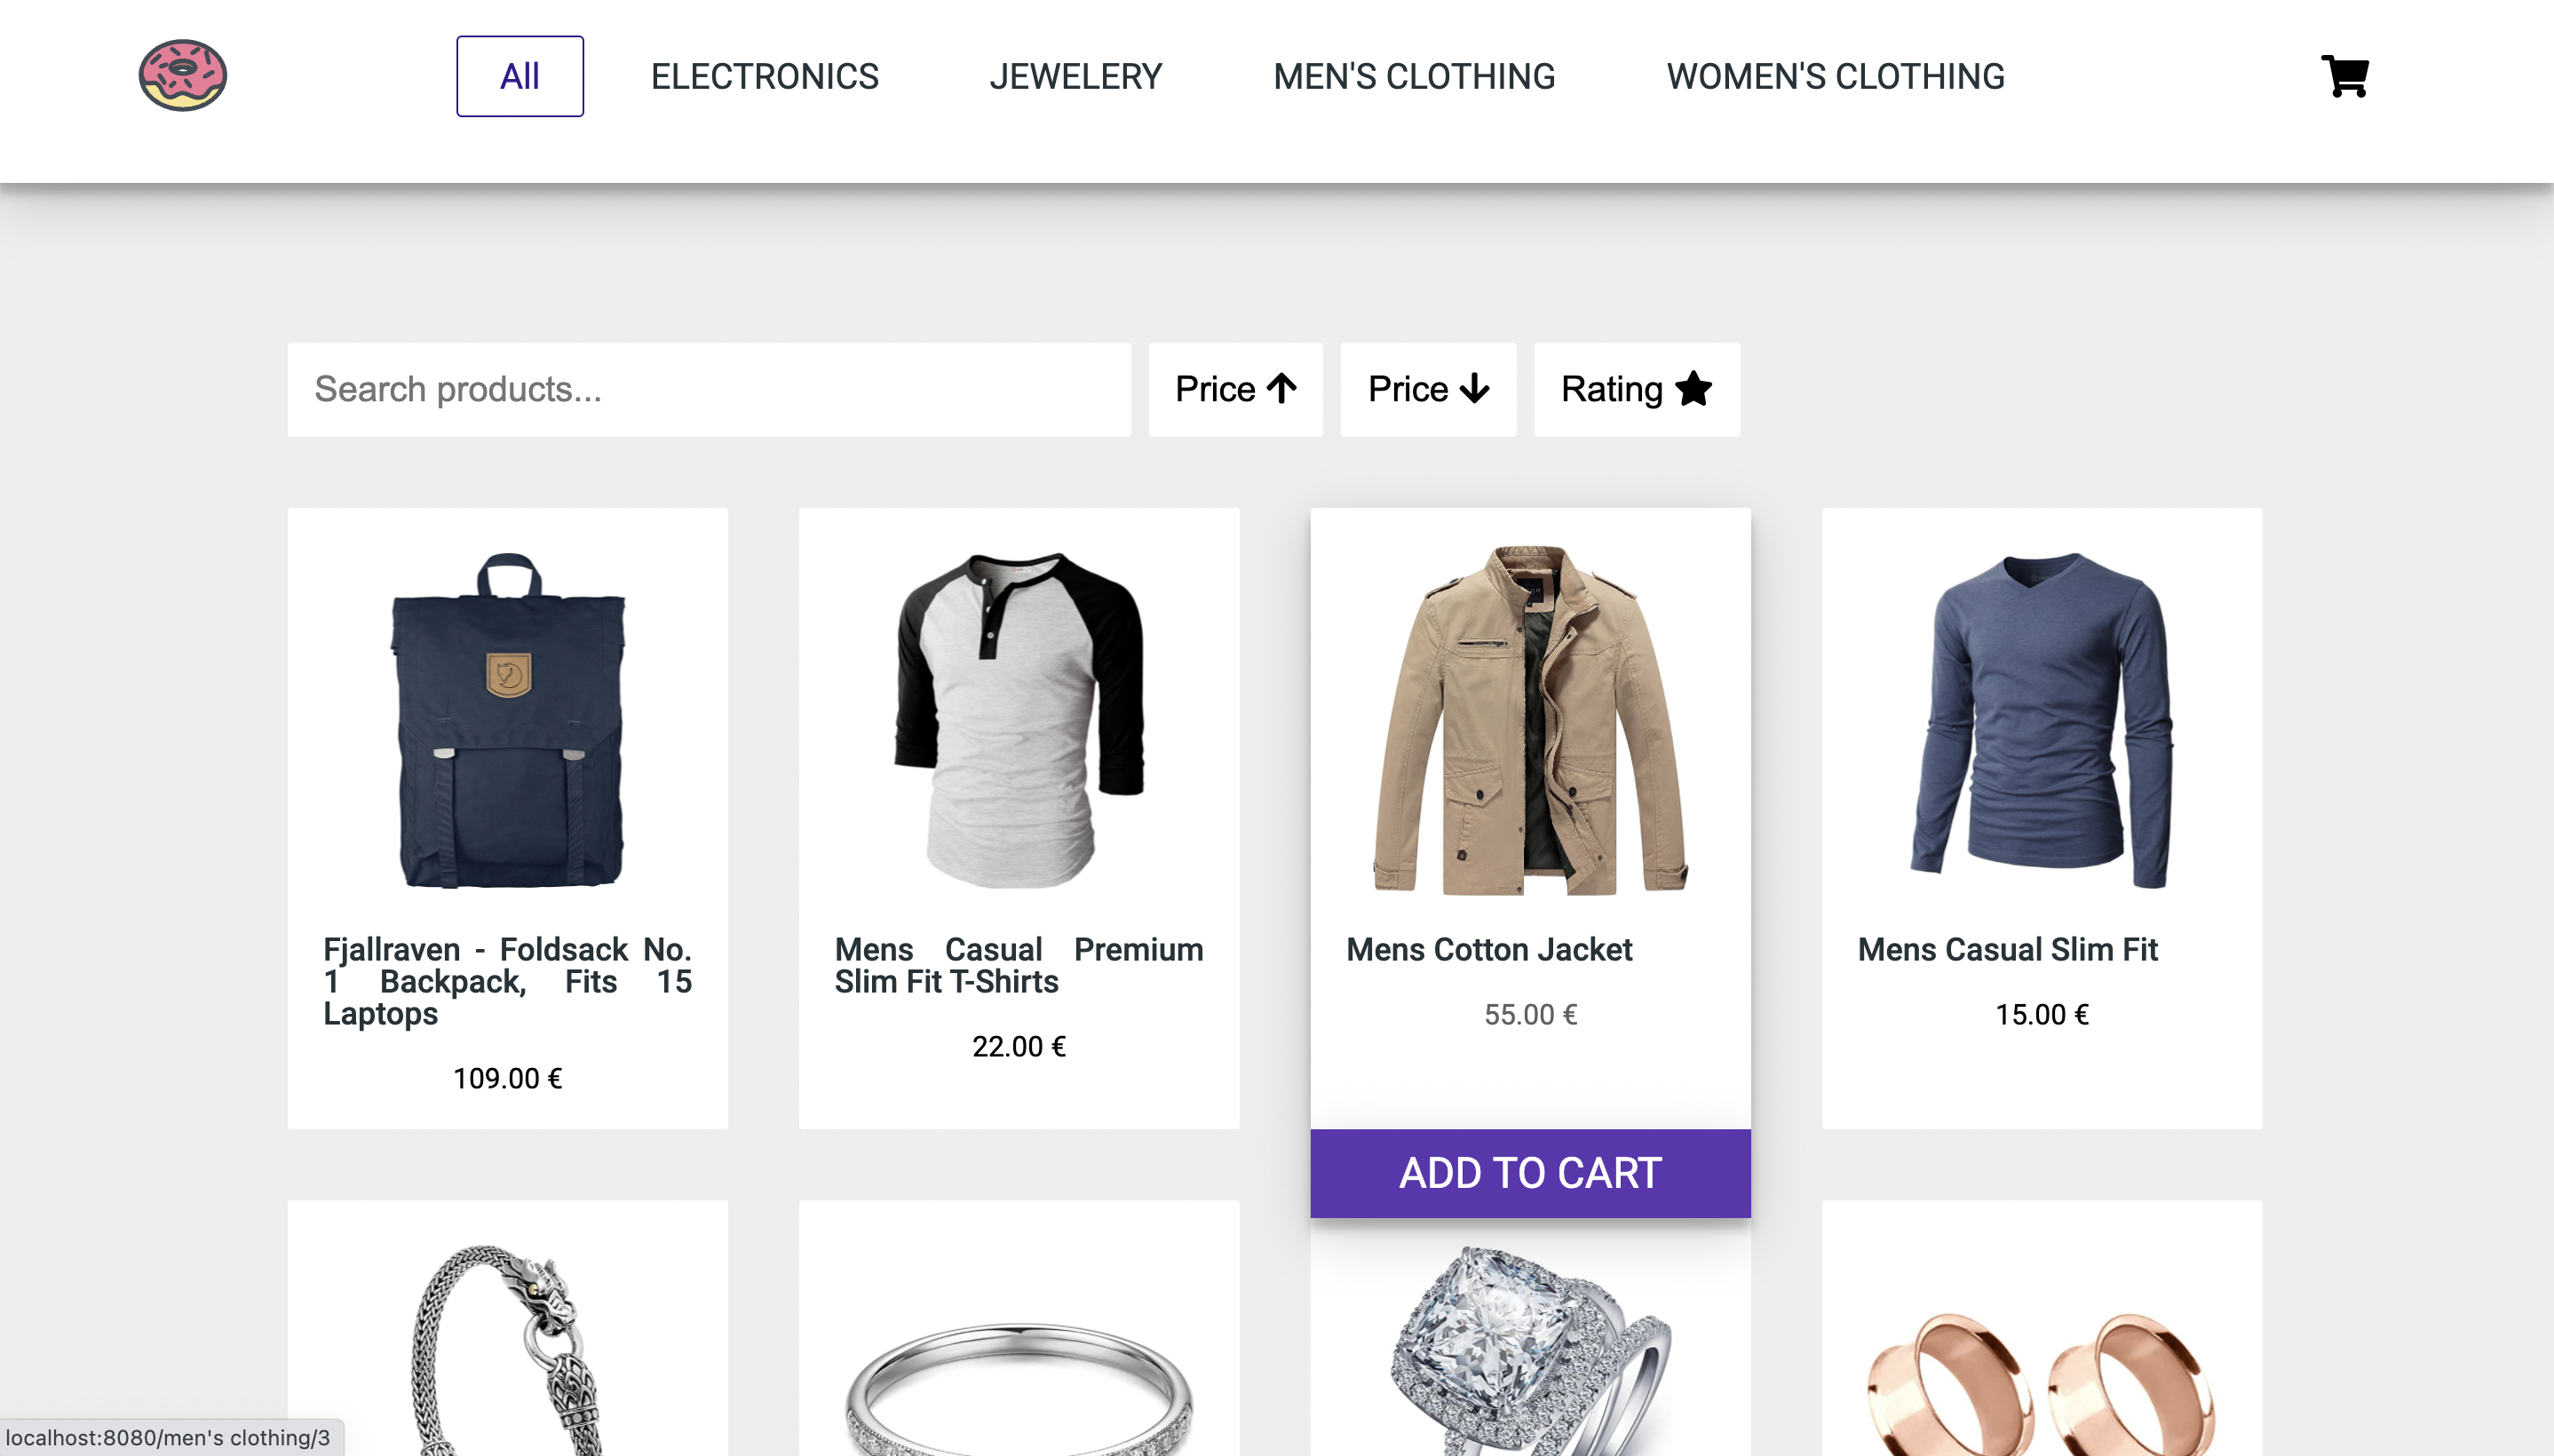 All
ELECTRONICS
JEWELERY
MEN'S CLOTHING
WOMEN'S CLOTHING
Search products...
Price
Price
Rating
Fjallraven - Foldsack No.
1 Backpack, Fits 15
Laptops
109.00 €
Mens Casual Premium
Slim Fit T-Shirts
22.00 €
Mens Cotton Jacket
55.00 €
ADD TO CART
Mens Casual Slim Fit
15.00 €
localhost:8080/men's clothing/3